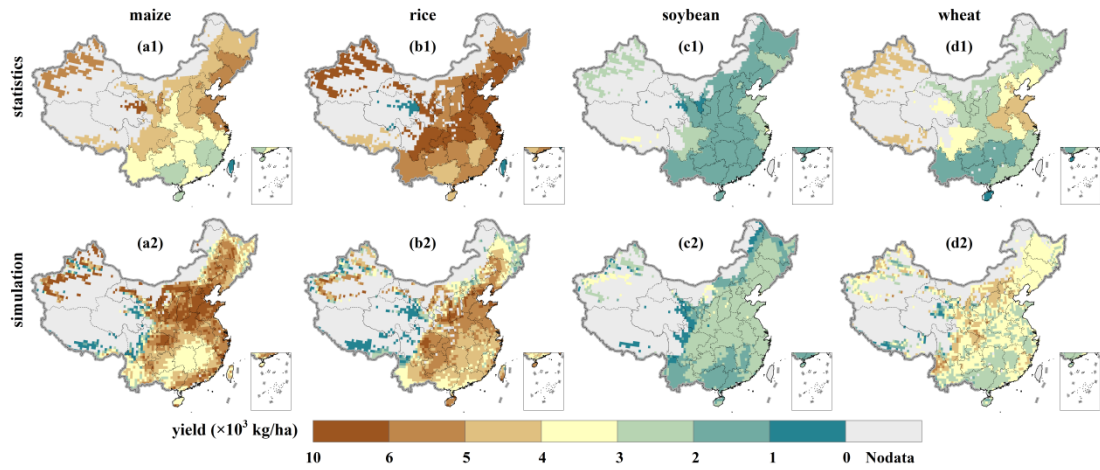 maize rice soybean wheat
statistics
(a1) (b1) (c1) (d1)
simulation
(a2) (b2) (c2) (d2)
yield (×10³ kg/ha)
10 6 5 4 3 2 1 0 Nodata